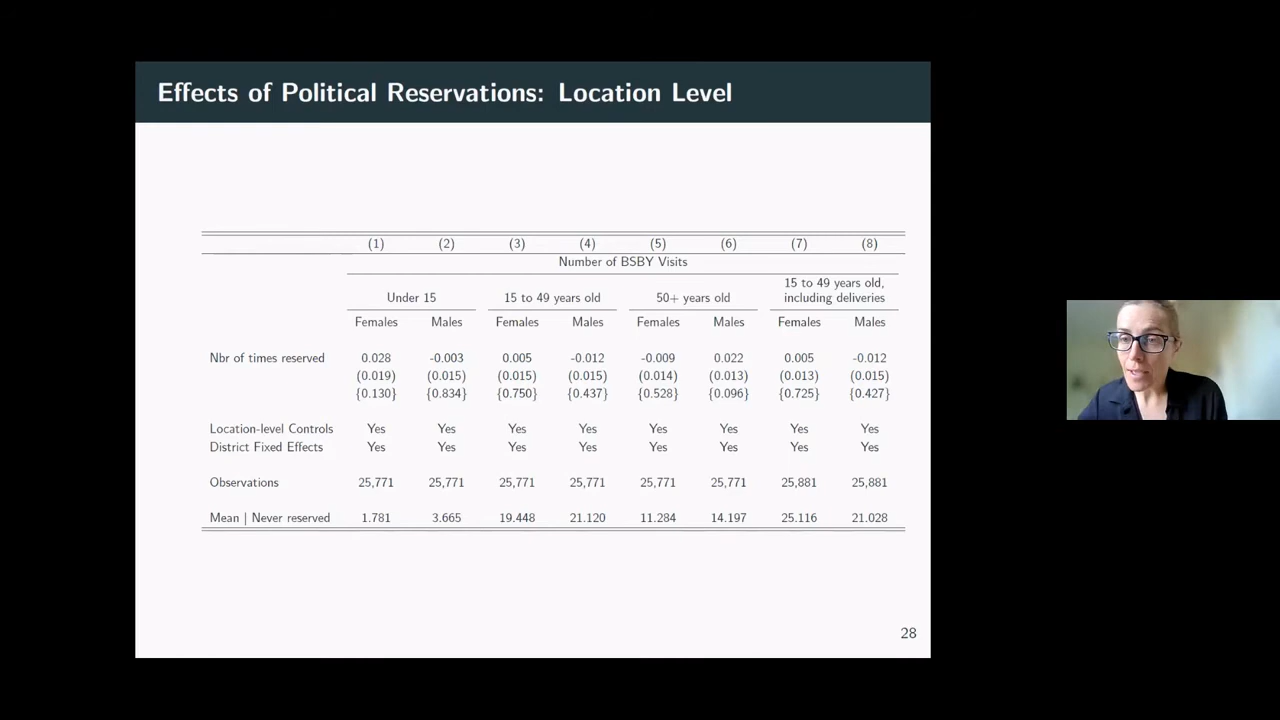 Effects of Political Reservations: Location Level
(1) (2) (3) (4) (5) (6) (7) (8)
Number of BSBY Visits
Under 15 15 to 49 years old 50+ years old 15 to 49 years old, including deliveries
Females Males Females Males Females Males Females Males
Nbr of times reserved 0.028 -0.003 0.005 -0.012 -0.009 0.022 0.005 -0.012
(0.019) (0.015) (0.015) (0.015) (0.014) (0.013) (0.013) (0.015)
{0.130} {0.834} {0.750} {0.437} {0.528} {0.096} {0.725} {0.427}
Location-level Controls Yes Yes Yes Yes Yes Yes Yes Yes
District Fixed Effects Yes Yes Yes Yes Yes Yes Yes Yes
Observations 25,771 25,771 25,771 25,771 25,771 25,771 25,881 25,881
Mean | Never reserved 1.781 3.665 19.448 21.120 11.284 14.197 25.116 21.028
28